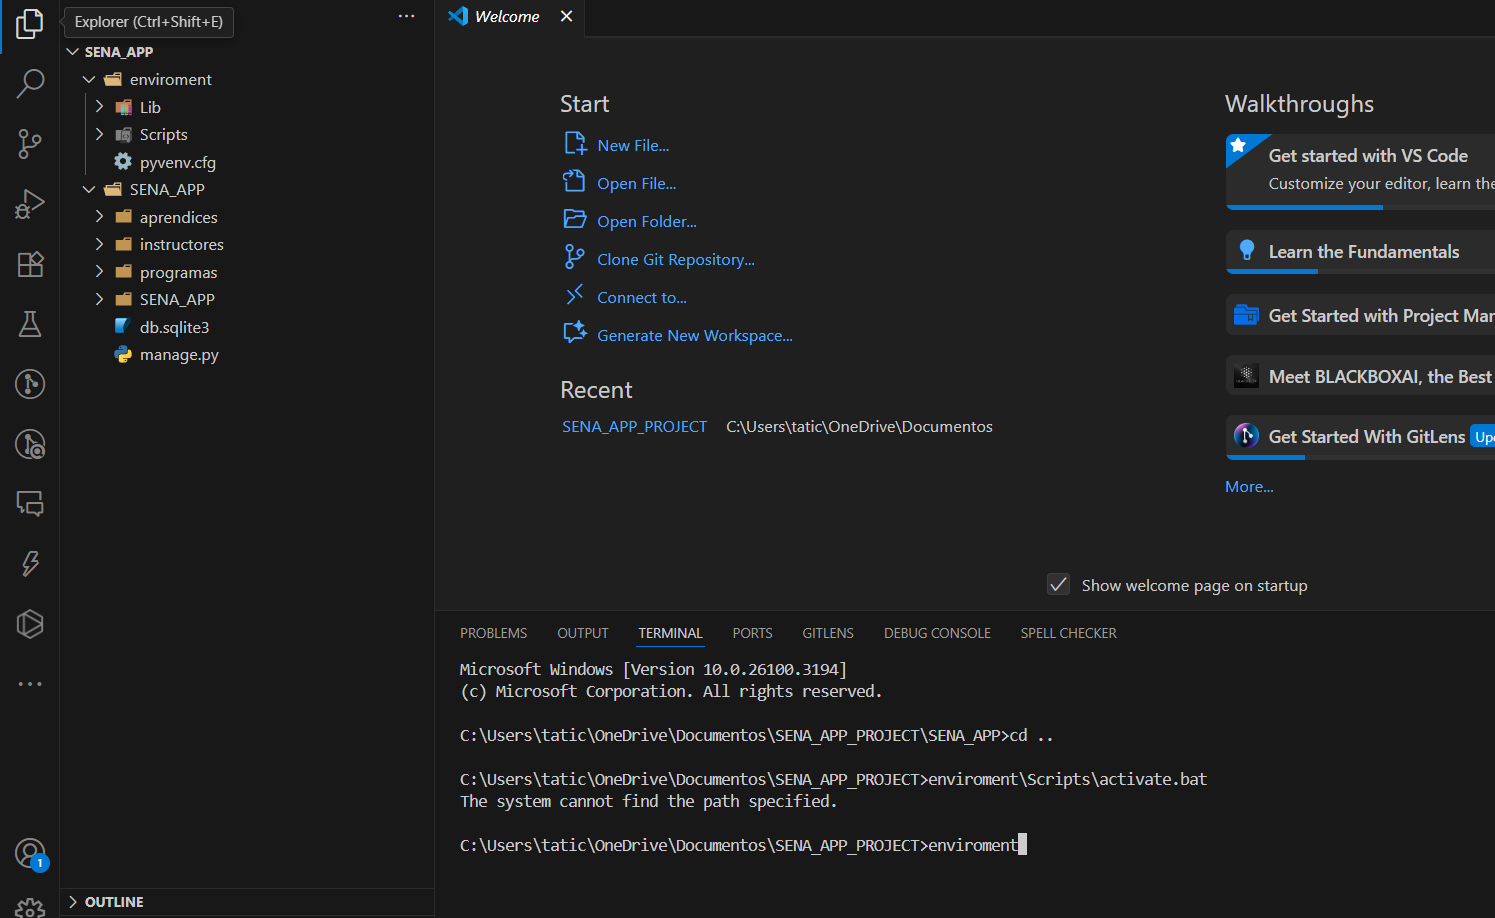 Explorer (Ctrl+Shift+E)
SENA_APP
enviroment
Lib
Scripts
pyvenv.cfg
SENA_APP
aprendices
instructores
programas
SENA_APP
db.sqlite3
manage.py
OUTLINE
1
Welcome
Start
New File...
Open File...
Open Folder...
Clone Git Repository...
Connect to...
Generate New Workspace...
Recent
SENA_APP_PROJECT C:\Users\tatic\OneDrive\Documentos
Walkthroughs
Get started with VS Code
Customize your editor, learn the
Learn the Fundamentals
Get Started with Project Mar
Meet BLACKBOXAI, the Best
Get Started With GitLens Upd
More...
Show welcome page on startup
PROBLEMS OUTPUT TERMINAL PORTS GITLENS DEBUG CONSOLE SPELL CHECKER
Microsoft Windows [Version 10.0.26100.3194]
(c) Microsoft Corporation. All rights reserved.
C:\Users\tatic\OneDrive\Documentos\SENA_APP_PROJECT\SENA_APP>cd ..
C:\Users\tatic\OneDrive\Documentos\SENA_APP_PROJECT>enviroment\Scripts\activate.bat
The system cannot find the path specified.
C:\Users\tatic\OneDrive\Documentos\SENA_APP_PROJECT>enviroment